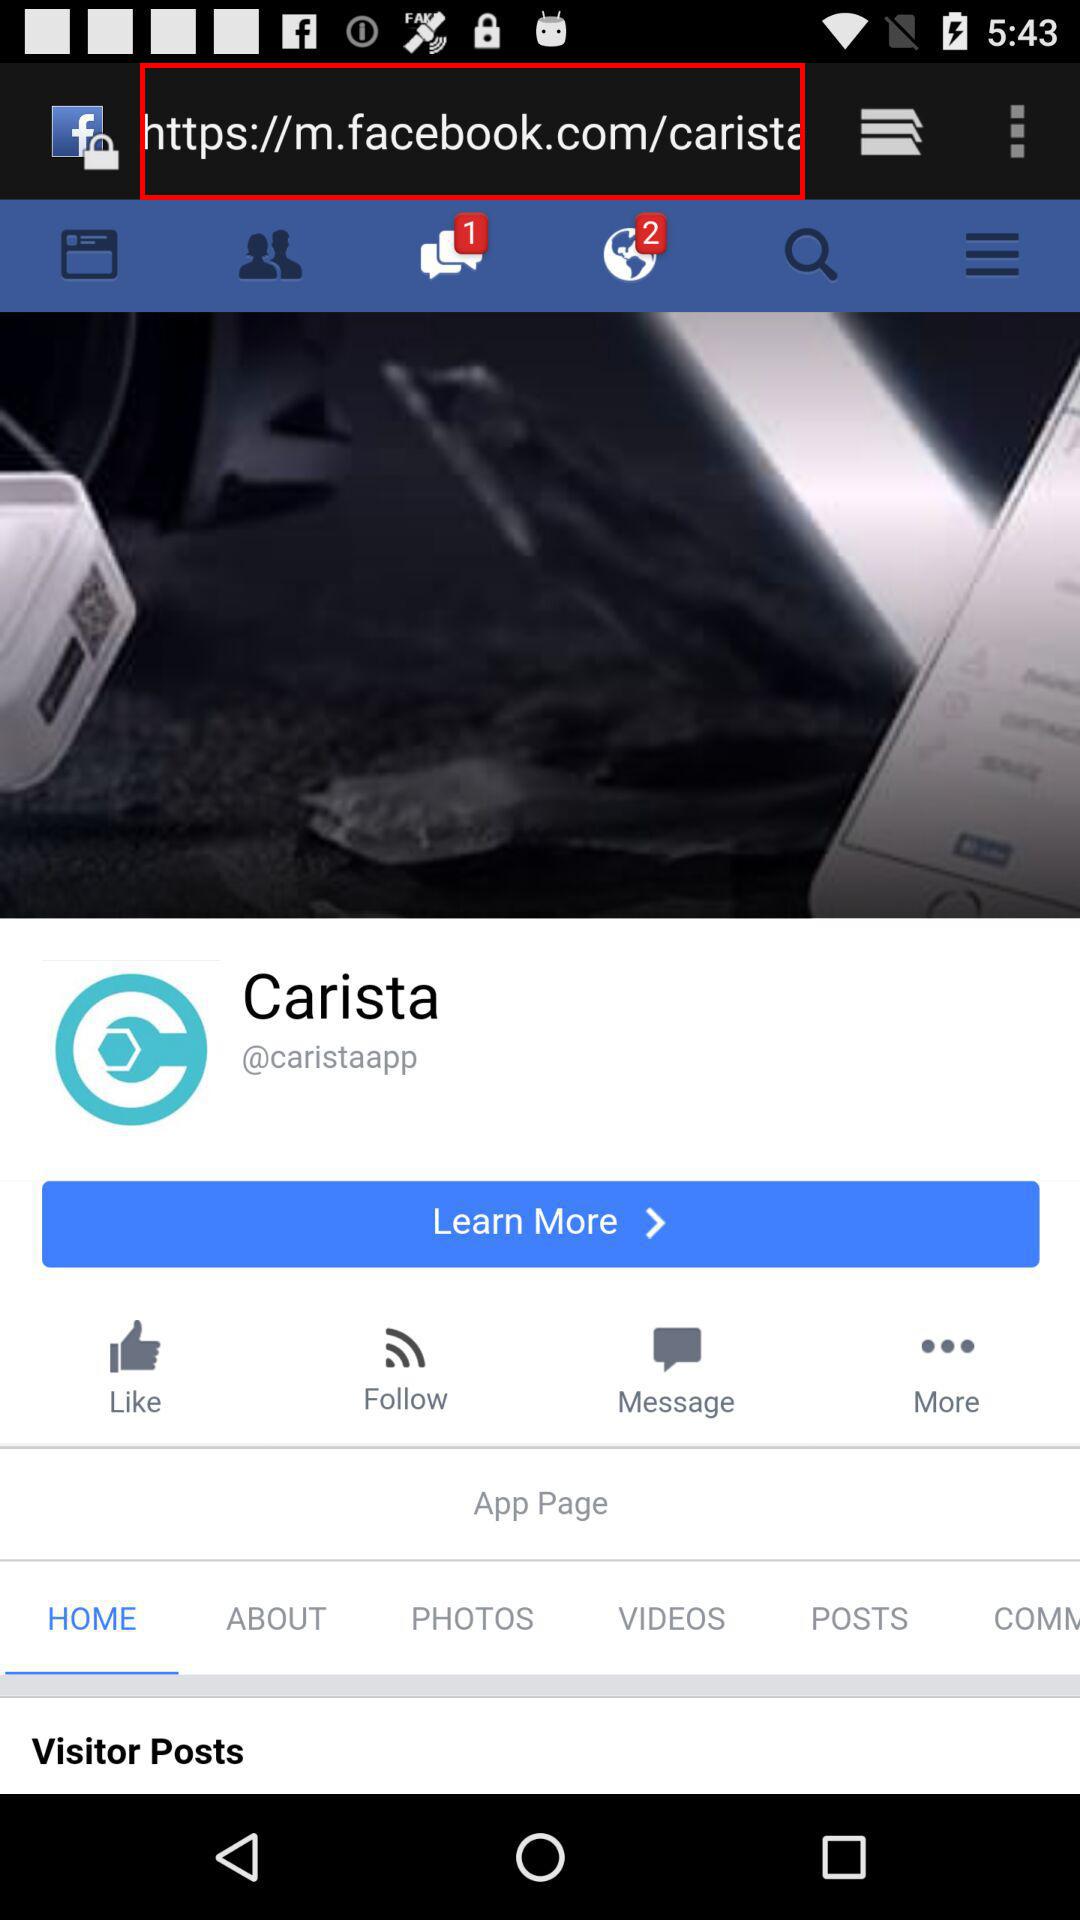 FAKE
5:43
https://m.facebook.com/carista
1
2
Carista
@caristaapp
Learn More
Like
Follow
Message
More
App Page
HOME ABOUT PHOTOS VIDEOS POSTS COMM
Visitor Posts